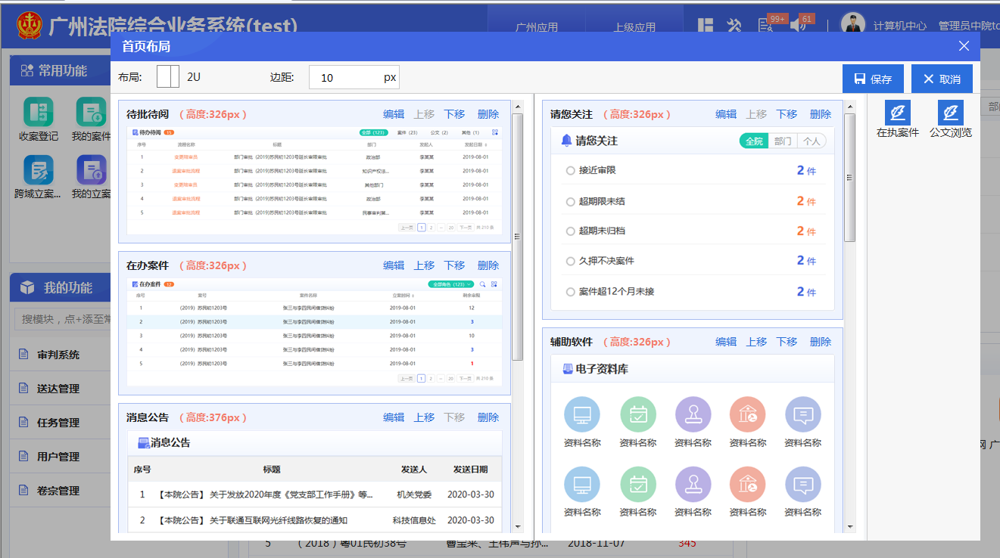 广州法院综合业务系统(test)
广州应用
上级应用
99+
61
计算机中心
管理员中院to
首页布局
布局:
2U
边距:
10
px
保存
取消
常用功能
收案登记
我的案件
跨域立案...
我的立案
我的功能
搜模块，点+添至常
审判系统
送达管理
任务管理
用户管理
卷宗管理
待批待阅 （高度:326px） 编辑 上移 下移 删除
待办待阅 15
全部（123） 案件（23） 公文（2） 其他（1）
序号 流程名称 标题 部门 发起人 发起日期
1 变更独审员 部门审批（2019)苏民初1203号延长审限审批 政治部 李某某 2019-08-01
2 退案审批流程 部门审批（2019)苏民初1203号延长审限审批 知识产权法... 李某某 2019-08-01
3 变更独审员 部门审批（2019)苏民初1203号延长审限审批 其他部门 李某某 2019-08-01
4 退案审批流程 部门审批（2019)苏民初1203号延长审限审批 政治部 李某某 2019-08-01
5 退案审批流程 部门审批（2019)苏民初1203号延长审限审批 民事审判第... 李某某 2019-08-01
上一页 1 2 ··· 20 下一页 共 210 条
在办案件 （高度:326px） 编辑 上移 下移 删除
在办案件 12
全部角色（123）
序号 案号 案件名称 立案时间 剩余审限
1 （2019）苏民初1203号 张三与李四民间借贷纠纷 2019-08-01 12
2 （2019）苏民初1203号 张三与李四民间借贷纠纷 2019-08-01 3
3 （2019）苏民初1203号 张三与李四民间借贷纠纷 2019-08-01 10
4 （2019）苏民初1203号 张三与李四民间借贷纠纷 2019-08-01 3
5 （2019）苏民初1203号 张三与李四民间借贷纠纷 2019-08-01 1
上一页 1 2 ··· 20 下一页 共 210 条
消息公告 （高度:376px） 编辑 上移 下移 删除
消息公告
序号 标题 发送人 发送日期
1 【本院公告】关于发放2020年度《党支部工作手册》等... 机关党委 2020-03-30
2 【本院公告】关于联通互联网光纤线路恢复的通知 科技信息处 2020-03-30
请您关注 （高度:326px） 编辑 上移 下移 删除
请您关注
全院 部门 个人
接近审限 2 件
超期限未结 2 件
超期未归档 2 件
久押不决案件 2 件
案件超12个月未接 2 件
辅助软件 （高度:326px） 编辑 上移 下移 删除
电子资料库
资料名称 资料名称 资料名称 资料名称 资料名称
资料名称 资料名称 资料名称 资料名称 资料名称
在执案件
公文浏览
部
网 广
5 （2018）粤01民初38号 曹宝来、王伟声与孙... 2018-11-07 345